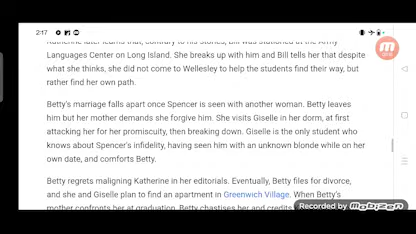 2:17
Katherine later learns that, contrary to his stories, Bill was stationed at the Army
Languages Center on Long Island. She breaks up with him and Bill tells her that despite
what she thinks, she did not come to Wellesley to help the students find their way, but
rather find her own path.
Betty's marriage falls apart once Spencer is seen with another woman. Betty leaves
him but her mother demands she forgive him. She visits Giselle in her dorm, at first
attacking her for her promiscuity, then breaking down. Giselle is the only student who
knows about Spencer's infidelity, having seen him with an unknown blonde while on her
own date, and comforts Betty.
Betty regrets maligning Katherine in her editorials. Eventually, Betty files for divorce,
and she and Giselle plan to find an apartment in Greenwich Village. When Betty's
mother confronts her at graduation, Betty chastises her and credits
Recorded by Mobizen